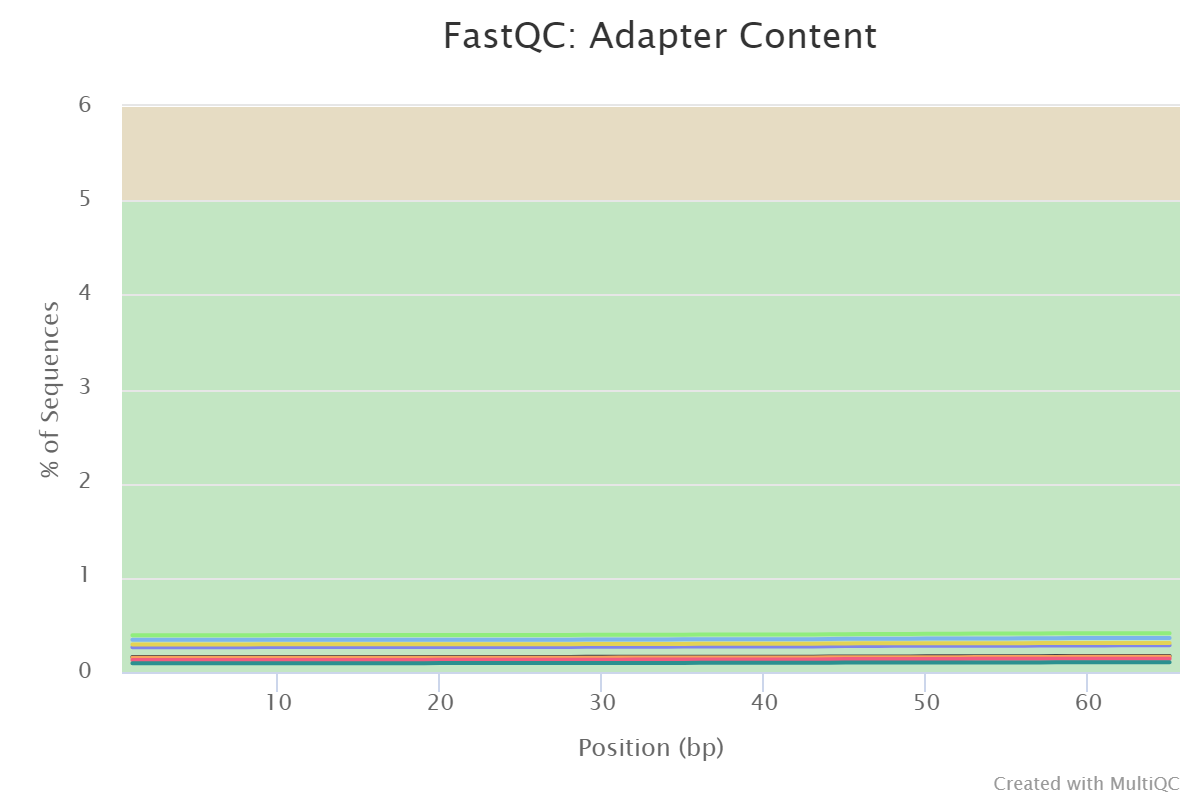 FastQC: Adapter Content
6
5
4
3
2
1
0
% of Sequences
10 20 30 40 50 60
Position (bp)
Created with MultiQC